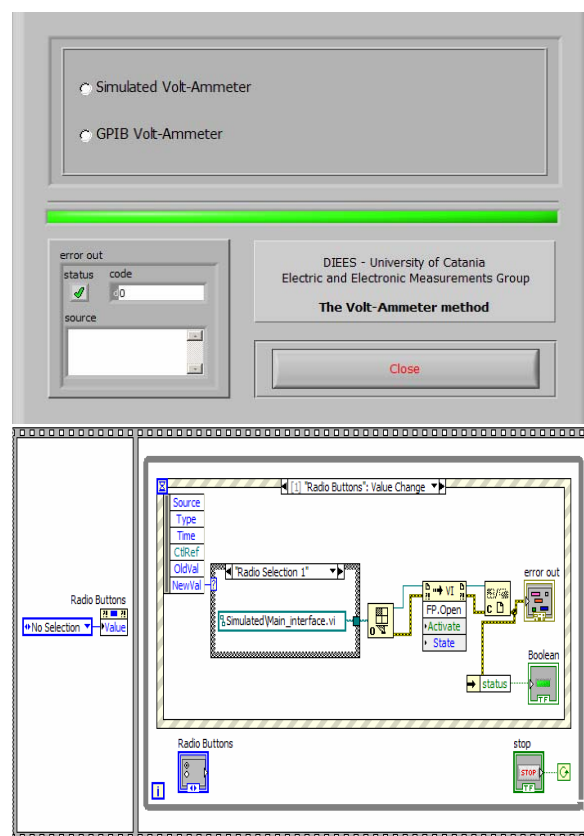 Simulated Volt-Ammeter
GPIB Volt-Ammeter
error out
status code
0
source
DIEES - University of Catania
Electric and Electronic Measurements Group
The Volt-Ammeter method
Close
[1] "Radio Buttons": Value Change
Source
Type
Time
CtlRef
OldVal
NewVal
"Radio Selection 1"
Simulated\Main_interface.vi
VI
FP.Open
Activate
State
error out
Radio Buttons
No Selection
Value
Boolean
TF
status
Radio Buttons
stop
STOP
TF
i